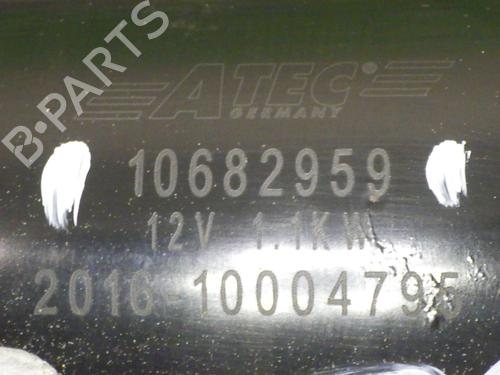 B-PARTS
ATEC®
GERMANY
10682959
12V 1.1KW
2016-10004795